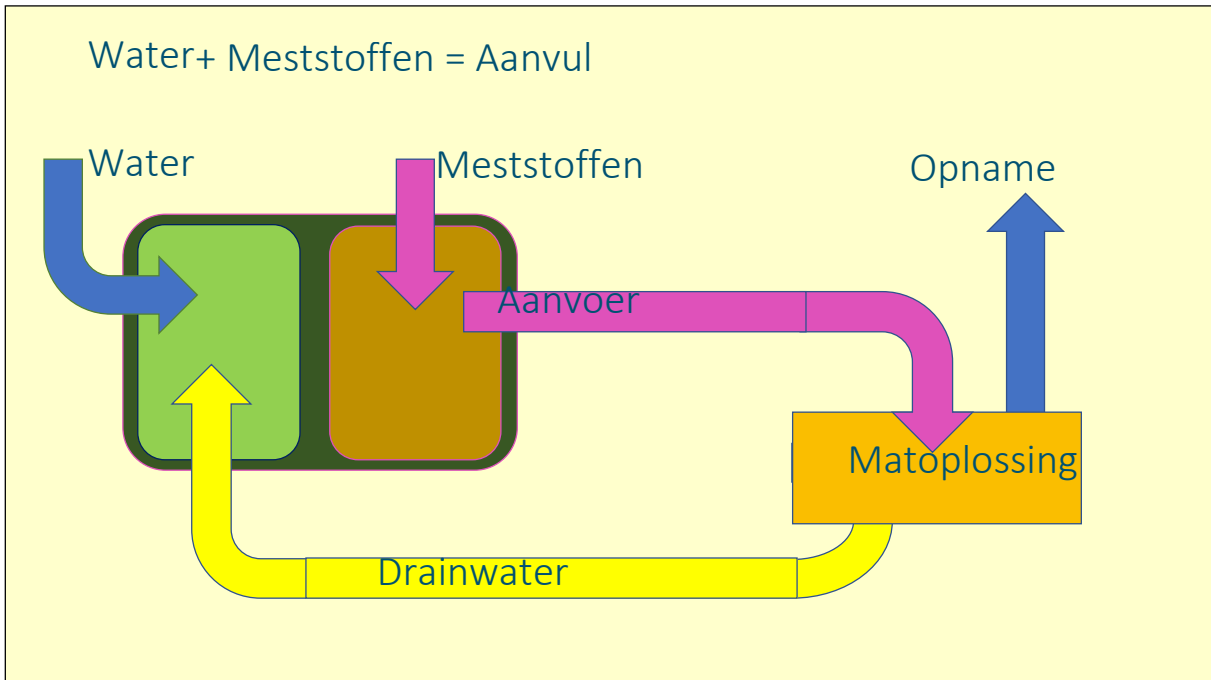 Water+ Meststoffen = Aanvul
Water
Meststoffen
Opname
Aanvoer
Matoplossing
Drainwater